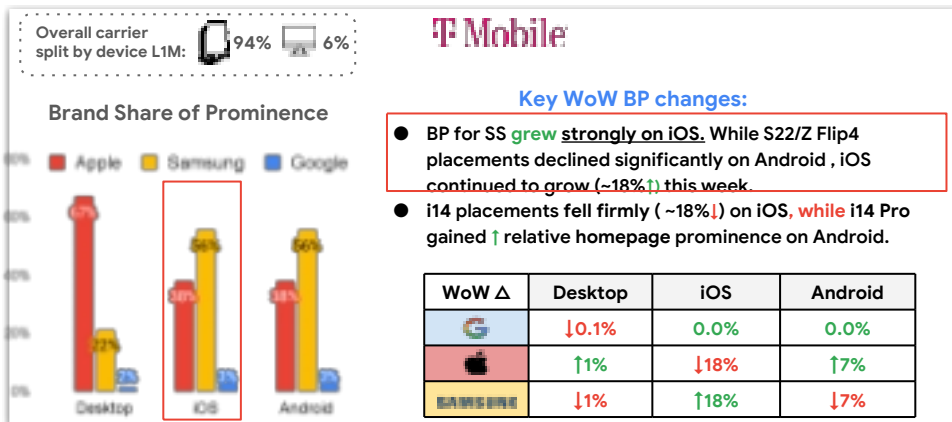 Overall carrier
split by device L1M: 94% 6%
T Mobile
Brand Share of Prominence
Apple Samsung Google
67%
22%
38%
56%
38%
56%
Desktop iOS Android
Key WoW BP changes:
● BP for SS grew strongly on iOS. While S22/Z Flip4
placements declined significantly on Android , iOS
continued to grow (~18%↑) this week.
● i14 placements fell firmly ( ~18%↓) on iOS, while i14 Pro
gained ↑ relative homepage prominence on Android.
WoW △ Desktop iOS Android
G ↓0.1% 0.0% 0.0%
↑1% ↓18% ↑7%
SAMSUNG ↓1% ↑18% ↓7%